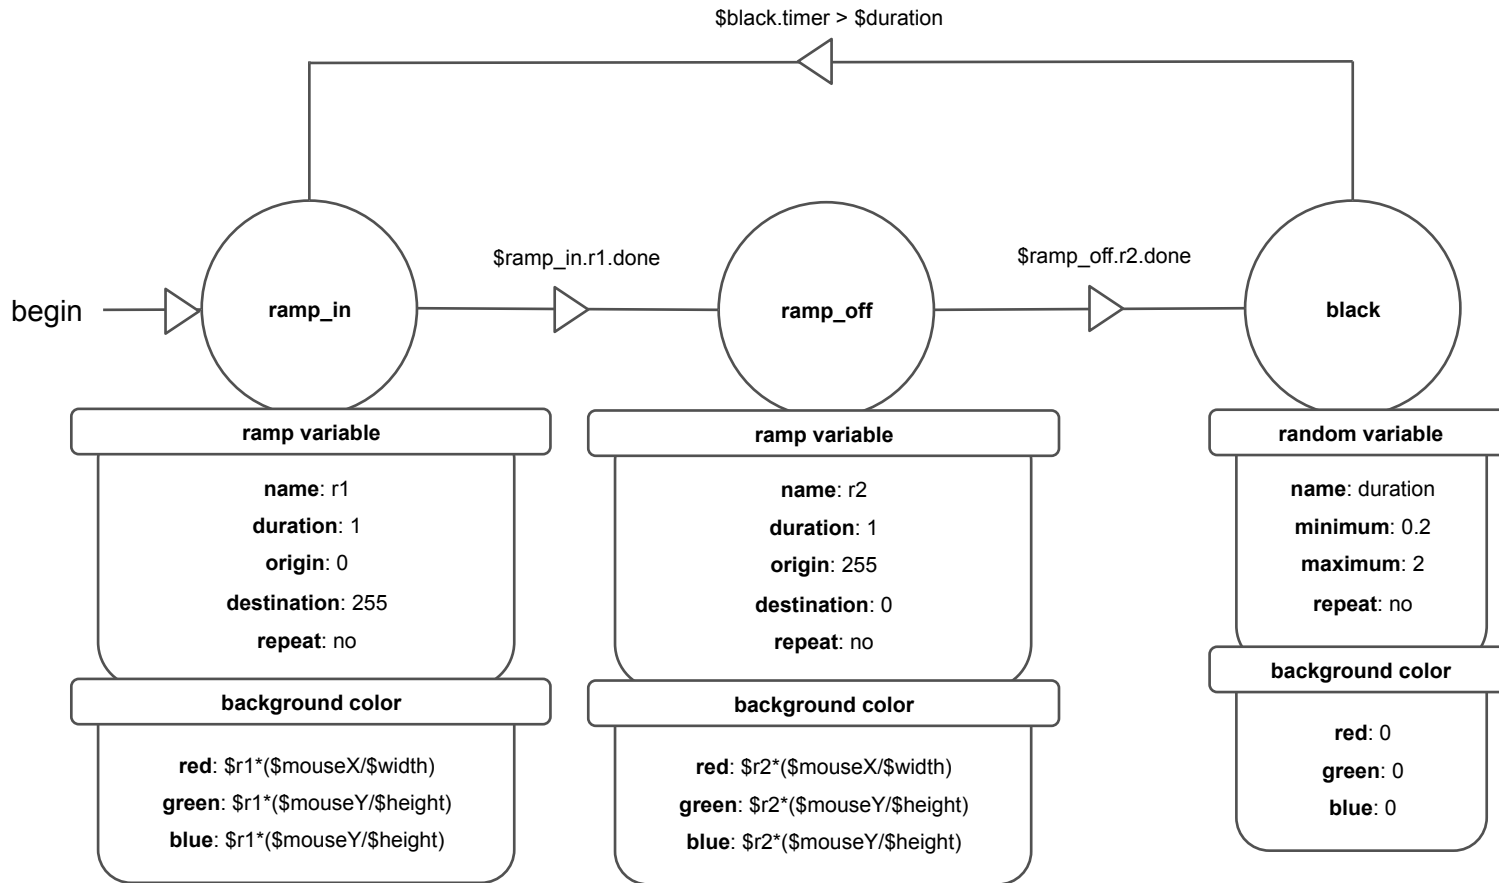 $black.timer > $duration
$ramp_in.r1.done
$ramp_off.r2.done
begin
ramp_in
ramp_off
black
ramp variable
name: r1
duration: 1
origin: 0
destination: 255
repeat: no
background color
red: $r1*($mouseX/$width)
green: $r1*($mouseY/$height)
blue: $r1*($mouseY/$height)
ramp variable
name: r2
duration: 1
origin: 255
destination: 0
repeat: no
background color
red: $r2*($mouseX/$width)
green: $r2*($mouseY/$height)
blue: $r2*($mouseY/$height)
random variable
name: duration
minimum: 0.2
maximum: 2
repeat: no
background color
red: 0
green: 0
blue: 0